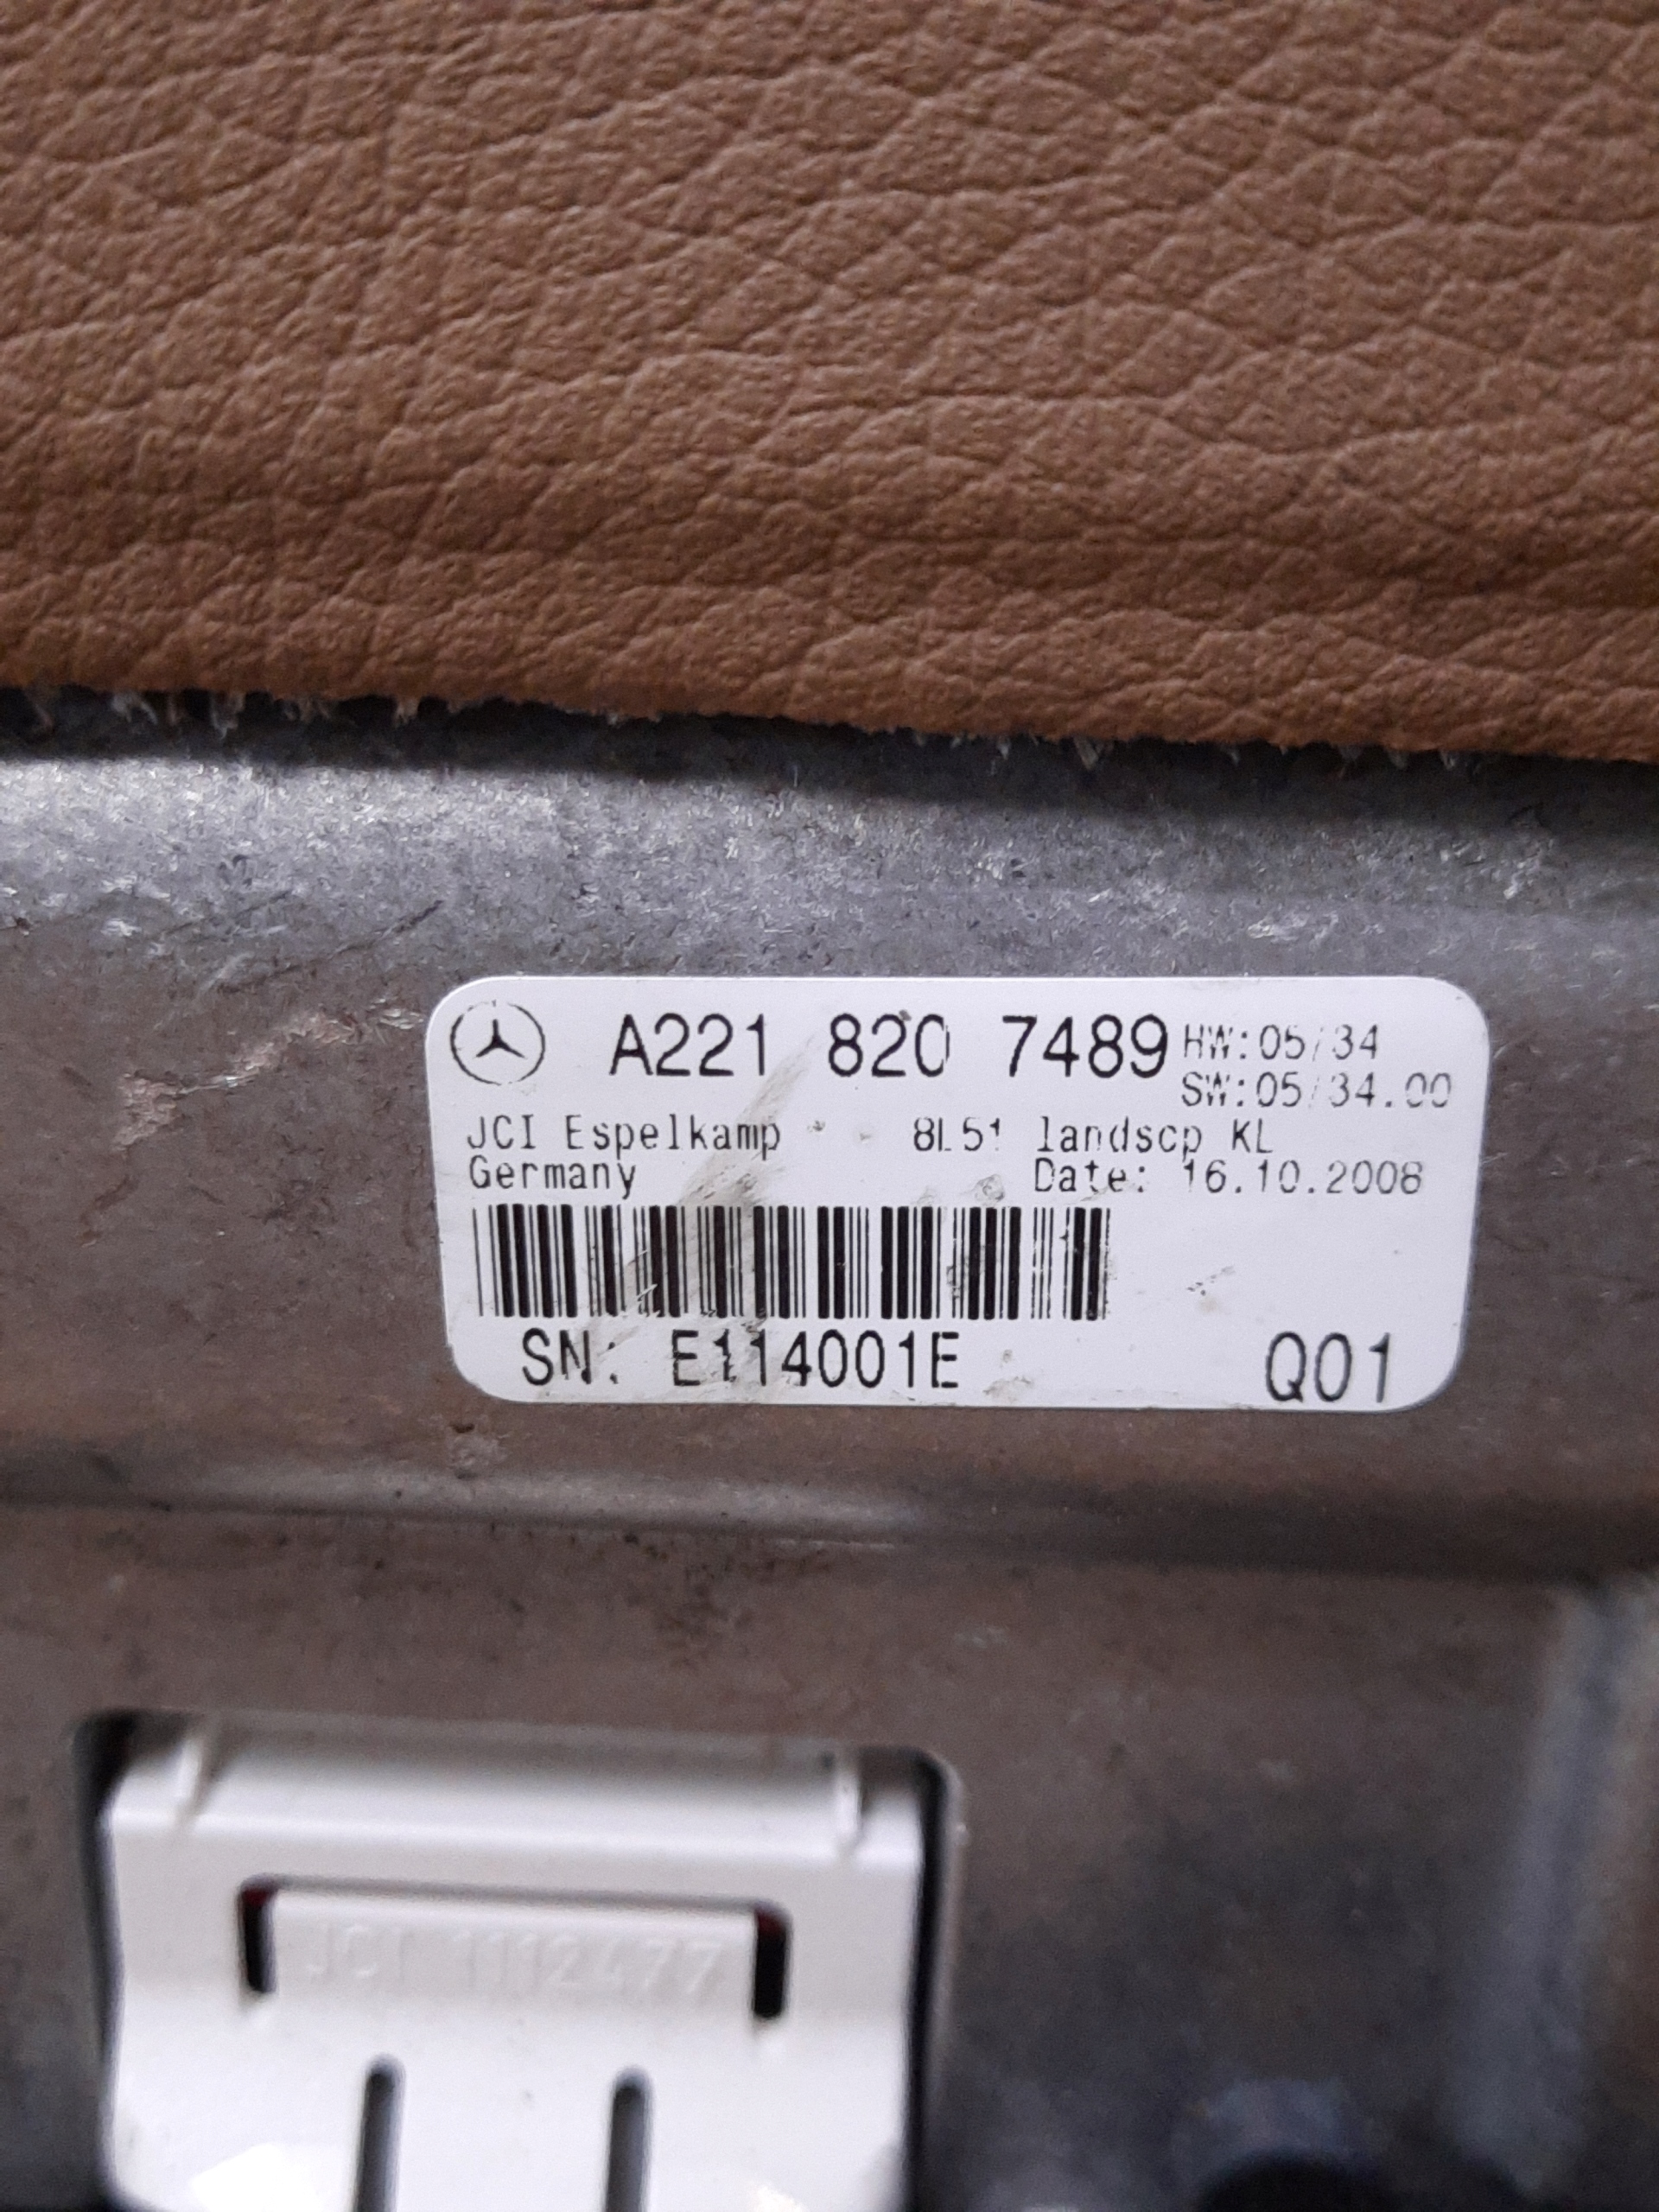 A221 820 7489 HW:05/34
SW:05/34.00
JCI Espelkamp 8L51 landscp KL
Germany Date: 16.10.2008
SN: E114001E Q01
JCI 1112477